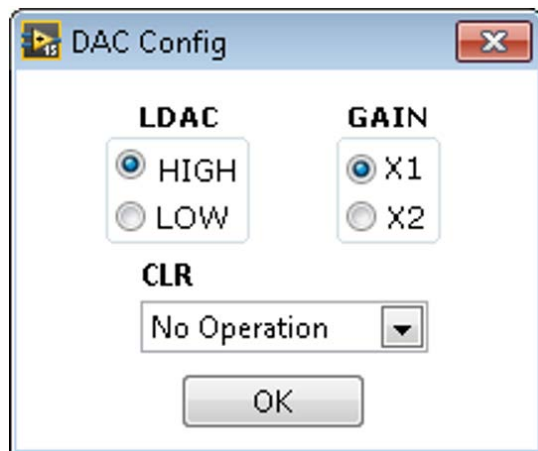 DAC Config
LDAC
HIGH
LOW
GAIN
X1
X2
CLR
No Operation
OK